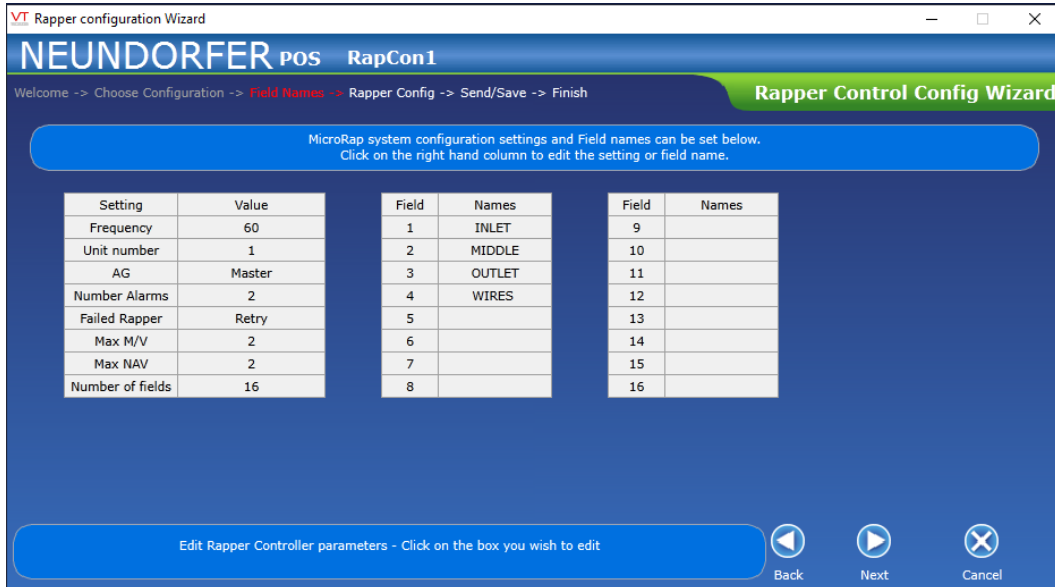 VT Rapper configuration Wizard
NEUNDORFER POS RapCon1
Welcome -> Choose Configuration -> Field Names -> Rapper Config -> Send/Save -> Finish
Rapper Control Config Wizard
MicroRap system configuration settings and Field names can be set below.
Click on the right hand column to edit the setting or field name.
Setting Value
Frequency 60
Unit number 1
AG Master
Number Alarms 2
Failed Rapper Retry
Max M/V 2
Max NAV 2
Number of fields 16
Field Names
1 INLET
2 MIDDLE
3 OUTLET
4 WIRES
5
6
7
8
Field Names
9
10
11
12
13
14
15
16
Edit Rapper Controller parameters - Click on the box you wish to edit
Back Next Cancel